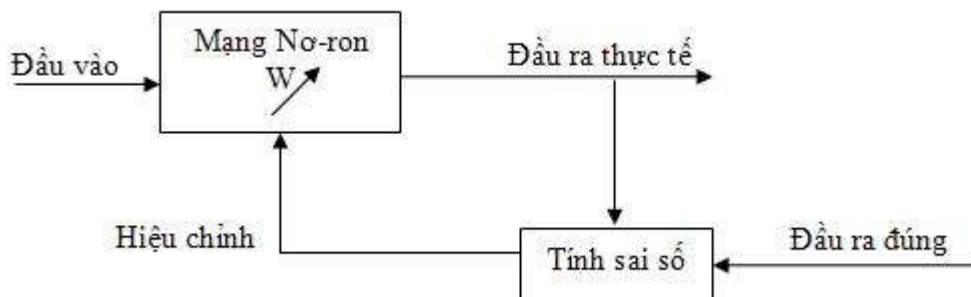 Mạng Nơ-ron
W
Đầu vào
Đầu ra thực tế
Hiệu chỉnh
Tính sai số
Đầu ra đúng